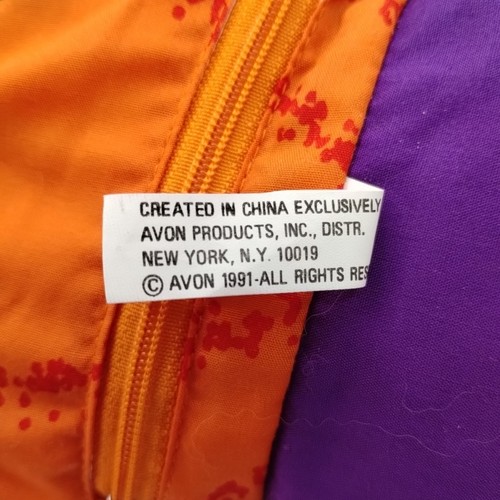 CREATED IN CHINA EXCLUSIVELY
AVON PRODUCTS, INC., DISTR.
NEW YORK, N.Y. 10019
© AVON 1991-ALL RIGHTS RES